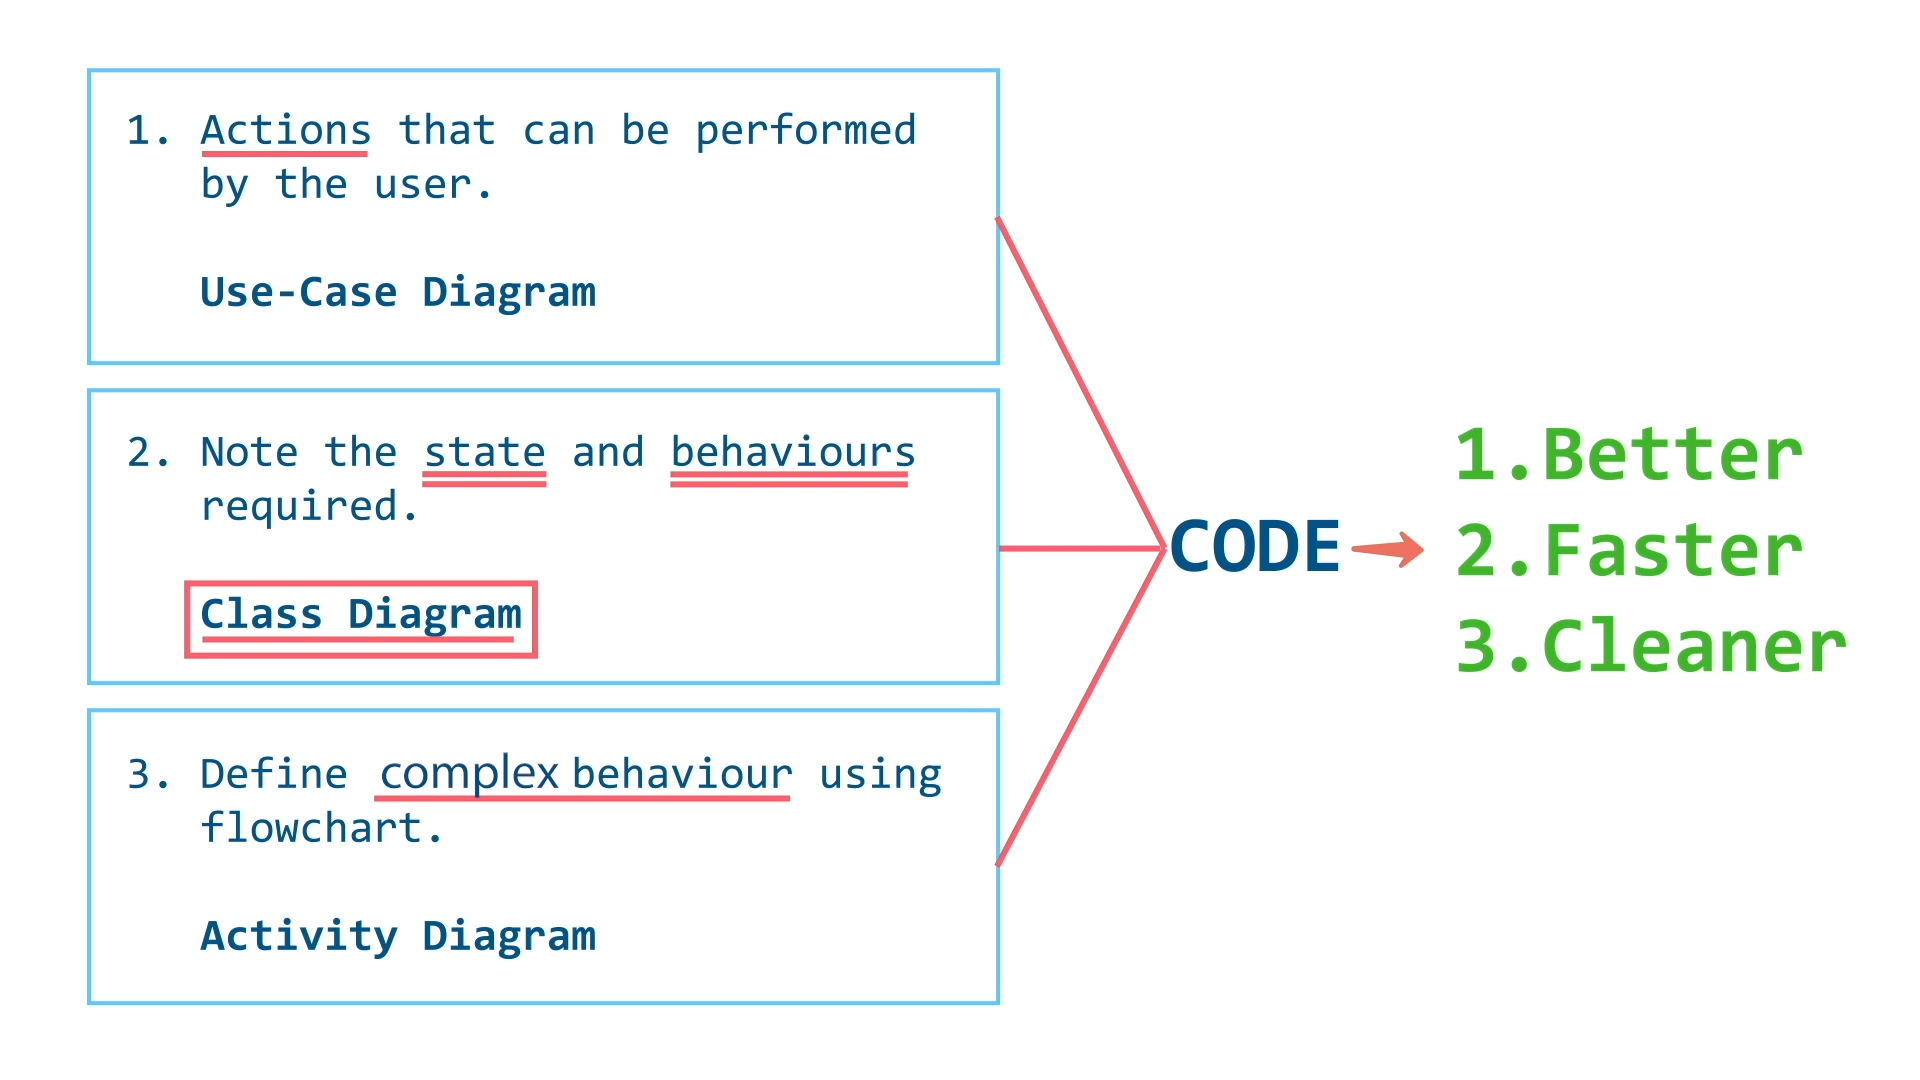 1. Actions that can be performed
by the user.
Use-Case Diagram
2. Note the state and behaviours
required.
Class Diagram
3. Define complex behaviour using
flowchart.
Activity Diagram
CODE
1.Better
2.Faster
3.Cleaner